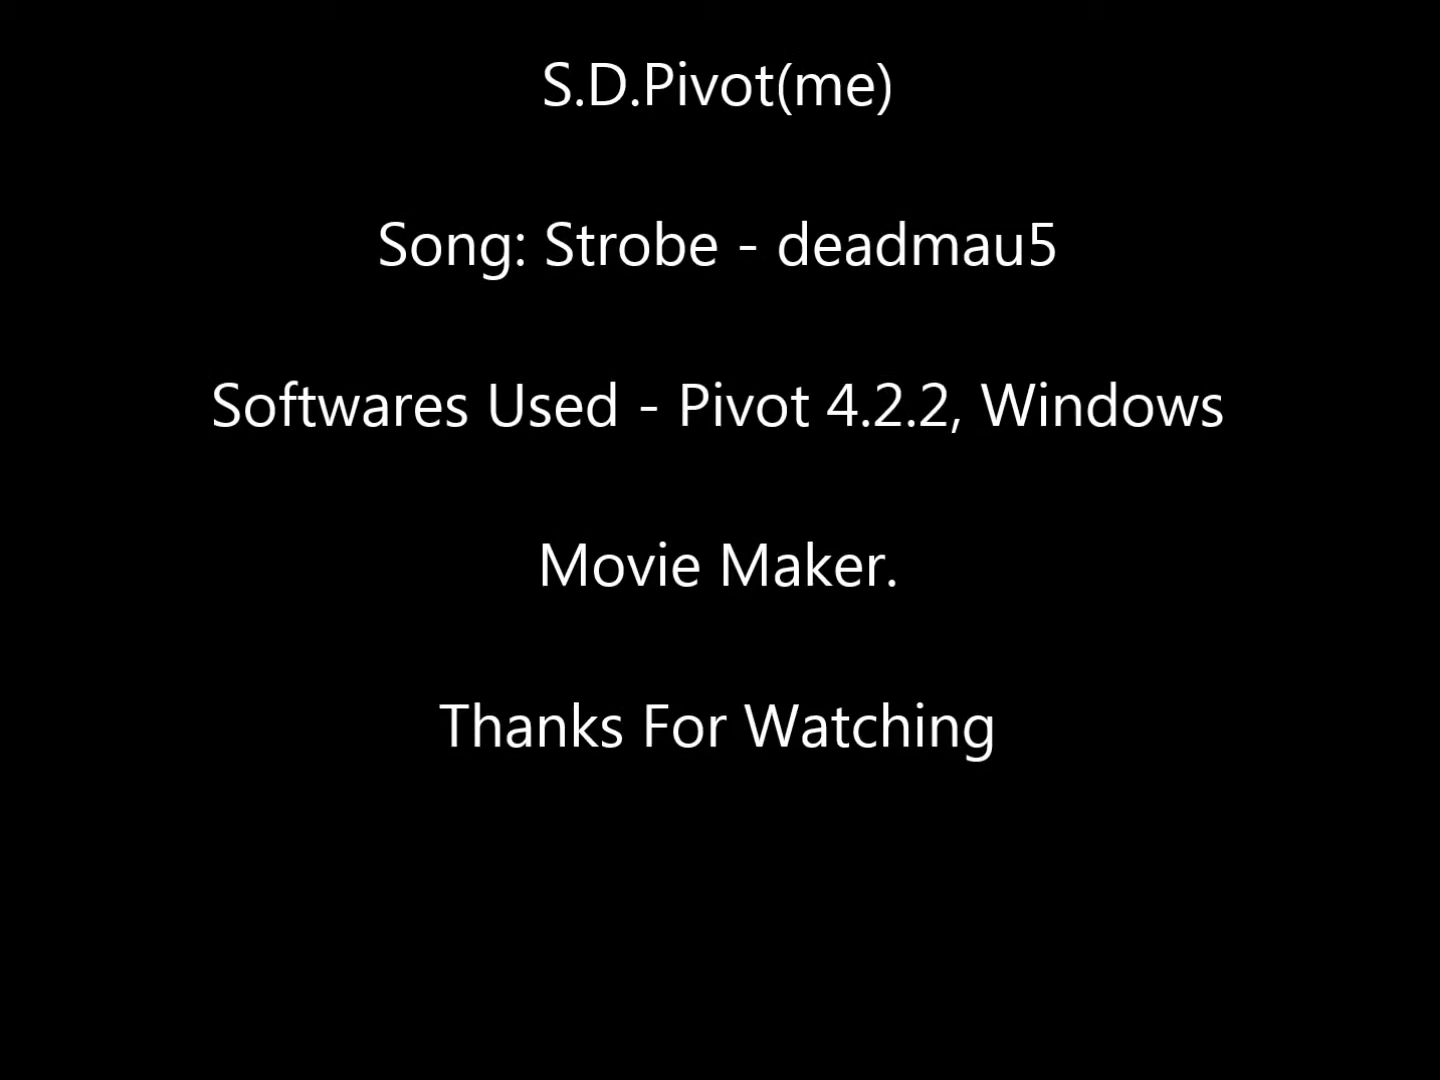 S.D.Pivot(me)
Song: Strobe - deadmau5
Softwares Used - Pivot 4.2.2, Windows
Movie Maker.
Thanks For Watching